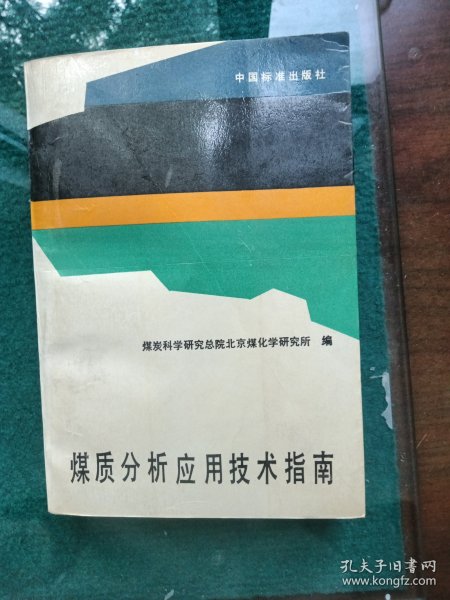 中国标准出版社
煤炭科学研究总院北京煤化学研究所 编
煤质分析应用技术指南
孔夫子旧书网
www.kongfz.com